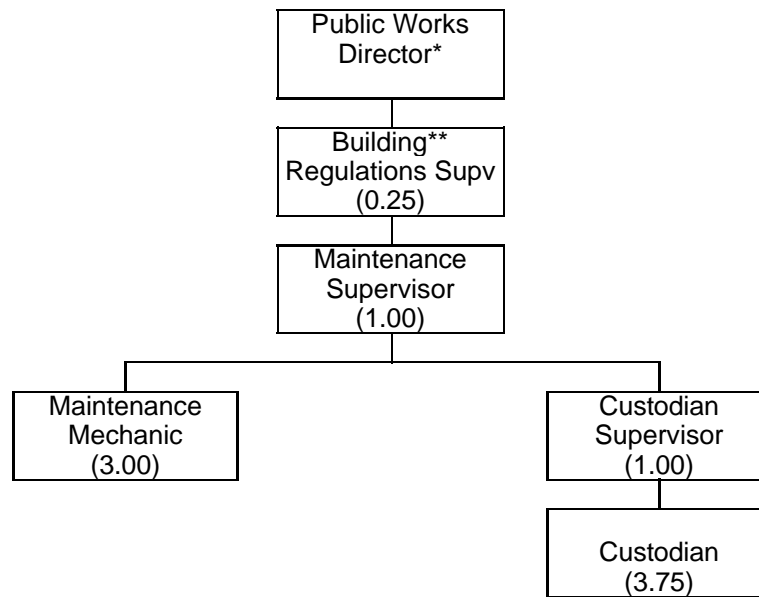 Public Works
Director*
Building**
Regulations Supv
(0.25)
Maintenance
Supervisor
(1.00)
Maintenance
Mechanic
(3.00)
Custodian
Supervisor
(1.00)
Custodian
(3.75)